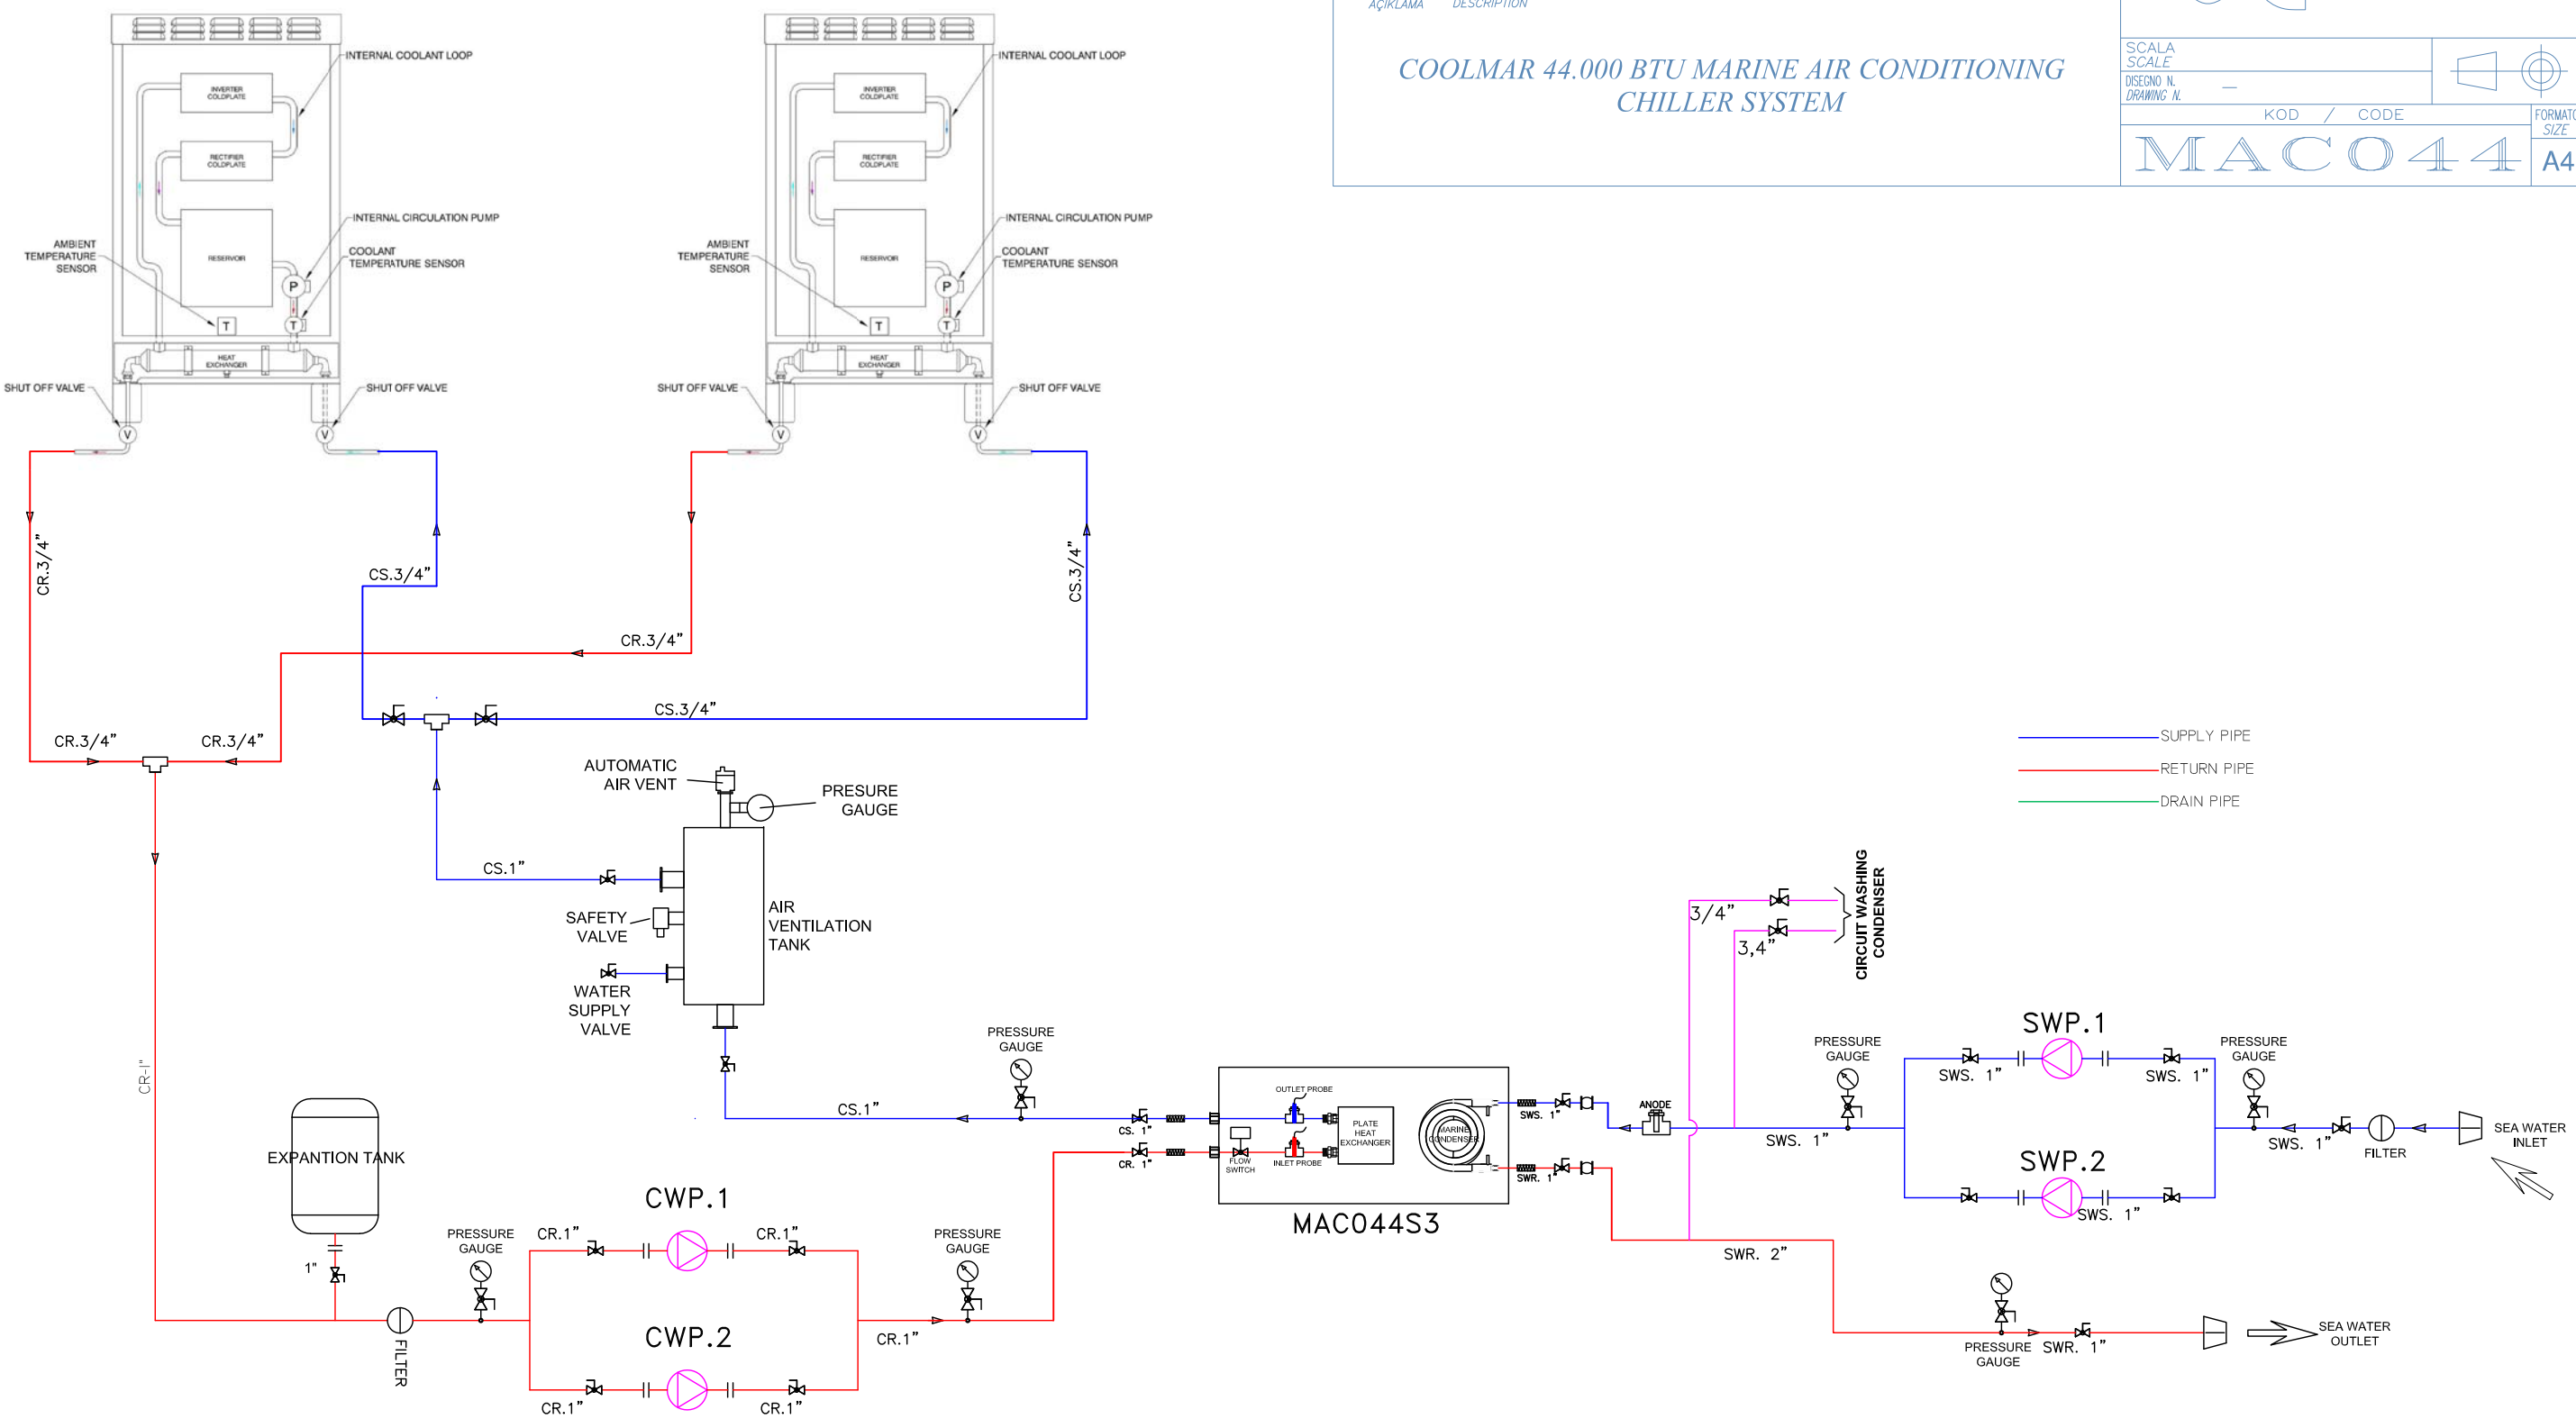 AÇIKLAMA DESCRIPTION
COOLMAR 44.000 BTU MARINE AIR CONDITIONING
CHILLER SYSTEM
SCALA
SCALE
DISEGNO N.
DRAWING N.
—
KOD / CODE
MAC044
FORMATO
SIZE
A4
INTERNAL COOLANT LOOP
INVERTER
COLDPLATE
RECTIFIER
COLDPLATE
INTERNAL CIRCULATION PUMP
AMBIENT
TEMPERATURE
SENSOR
RESERVOIR
COOLANT
TEMPERATURE SENSOR
P
T
T
HEAT
EXCHANGER
SHUT OFF VALVE
SHUT OFF VALVE
V
V
INTERNAL COOLANT LOOP
INVERTER
COLDPLATE
RECTIFIER
COLDPLATE
INTERNAL CIRCULATION PUMP
AMBIENT
TEMPERATURE
SENSOR
RESERVOIR
COOLANT
TEMPERATURE SENSOR
P
T
T
HEAT
EXCHANGER
SHUT OFF VALVE
SHUT OFF VALVE
V
V
CR.3/4"
CS.3/4"
CS.3/4"
CR.3/4"
CS.3/4"
CR.3/4"
CR.3/4"
SUPPLY PIPE
RETURN PIPE
DRAIN PIPE
AUTOMATIC
AIR VENT
PRESURE
GAUGE
CS.1"
SAFETY
VALVE
AIR
VENTILATION
TANK
WATER
SUPPLY
VALVE
CR-1"
EXPANTION TANK
1"
FILTER
PRESSURE
GAUGE
CWP.1
CR.1"
CR.1"
CWP.2
CR.1"
CR.1"
CR.1"
PRESSURE
GAUGE
PRESSURE
GAUGE
CS.1"
CS. 1"
CR. 1"
OUTLET PROBE
FLOW
SWITCH
INLET PROBE
PLATE
HEAT
EXCHANGER
MARINE
CONDENSER
MAC044S3
SWS. 1"
SWR. 1"
ANODE
3/4"
3,4"
CIRCUIT WASHING
CONDENSER
SWS. 1"
PRESSURE
GAUGE
SWP.1
SWS. 1"
SWS. 1"
SWP.2
SWS. 1"
PRESSURE
GAUGE
SWS. 1"
FILTER
SEA WATER
INLET
SWR. 2"
PRESSURE
GAUGE
SWR. 1"
SEA WATER
OUTLET